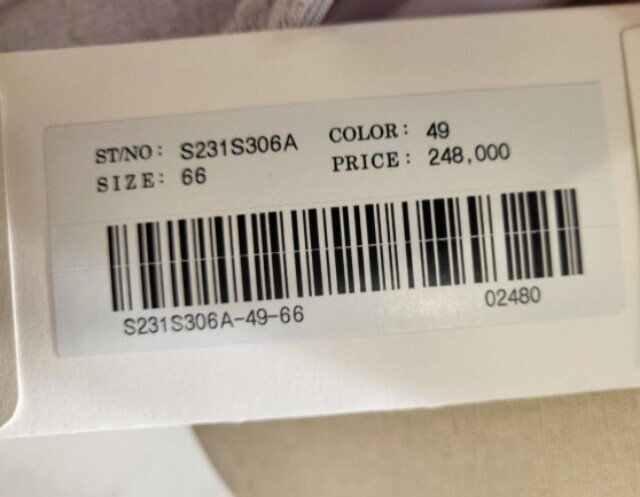 ST/NO: S231S306A COLOR: 49
SIZE: 66 PRICE: 248,000
S231S306A-49-66 02480